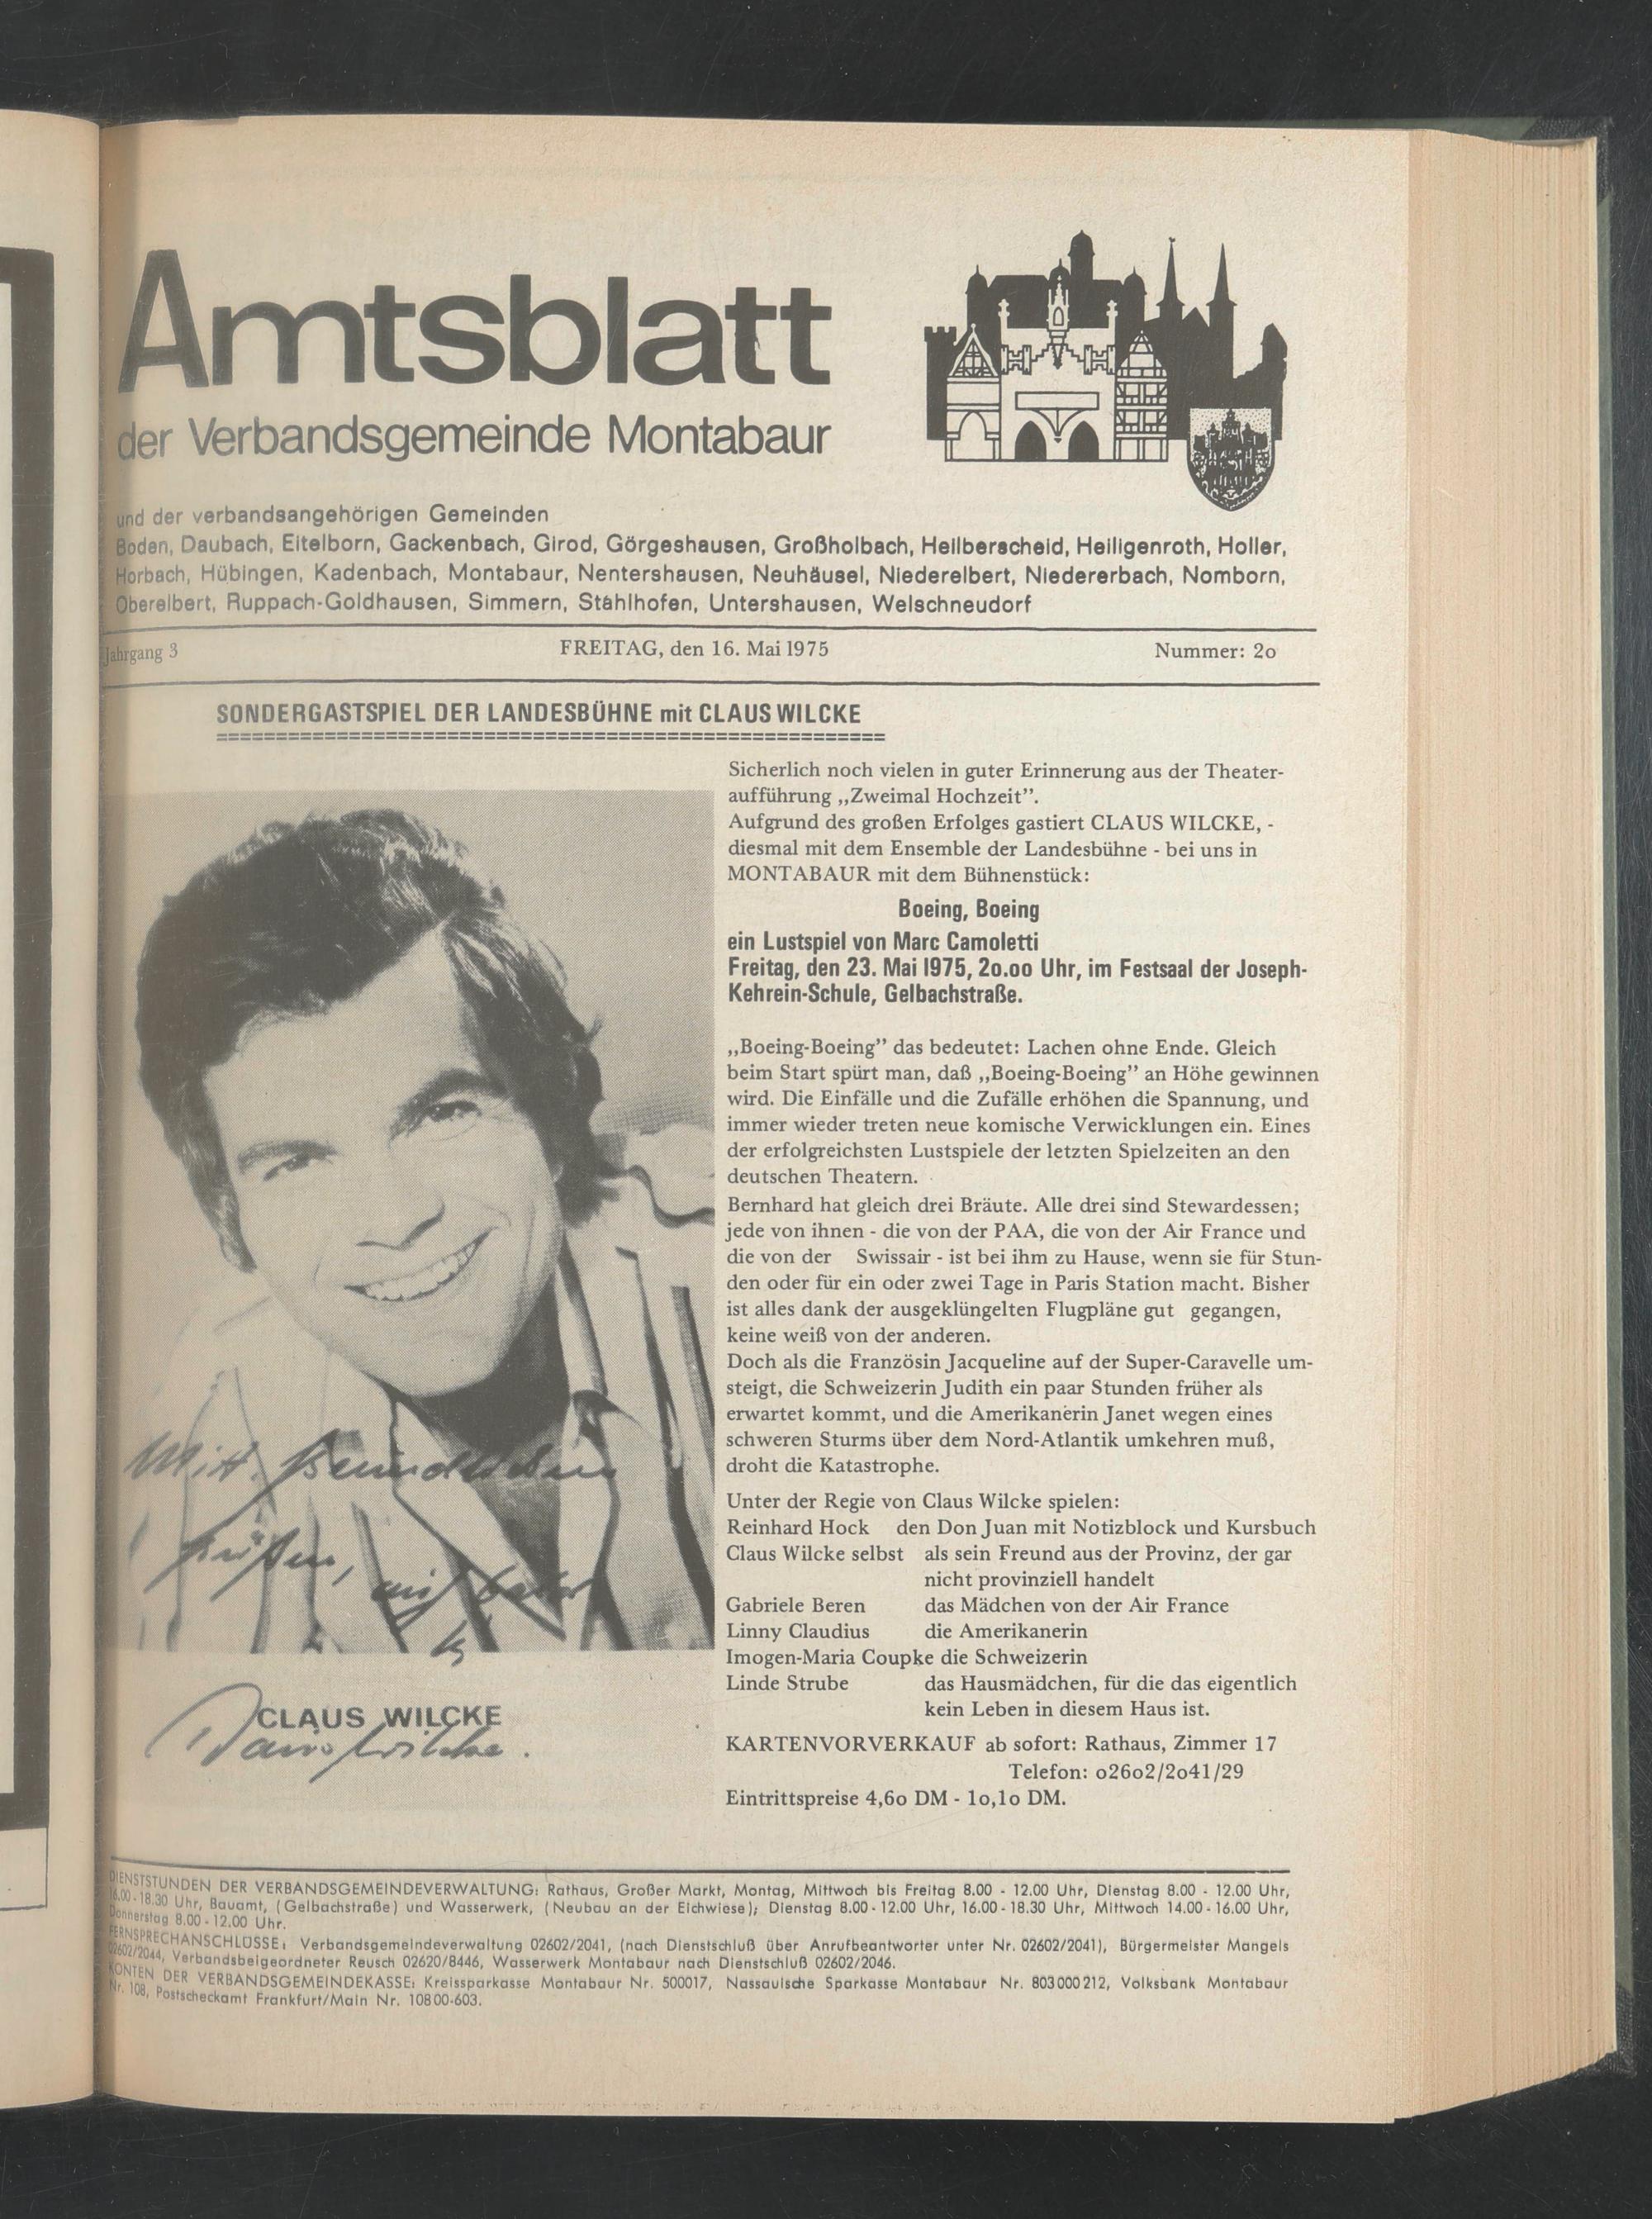 Amtsblatt
der Verbandsgemeinde Montabaur
und der verbandsangehörigen Gemeinden
Boden, Daubach, Eitelborn, Gackenbach, Girod, Görgeshausen, Großholbach, Heilberscheid, Heiligenroth, Holler,
Horbach, Hübingen, Kadenbach, Montabaur, Nentershausen, Neuhäusel, Niederelbert, Niedererbach, Nomborn,
Oberelbert, Ruppach-Goldhausen, Simmern, Stahlhofen, Untershausen, Welschneudorf
Jahrgang 3 FREITAG, den 16. Mai 1975 Nummer: 2o
SONDERGASTSPIEL DER LANDESBÜHNE mit CLAUS WILCKE
Sicherlich noch vielen in guter Erinnerung aus der Theater-
aufführung „Zweimal Hochzeit”.
Aufgrund des großen Erfolges gastiert CLAUS WILCKE, -
diesmal mit dem Ensemble der Landesbühne - bei uns in
MONTABAUR mit dem Bühnenstück:
Boeing, Boeing
ein Lustspiel von Marc Camoletti
Freitag, den 23. Mai 1975, 2o.oo Uhr, im Festsaal der Joseph-
Kehrein-Schule, Gelbachstraße.
„Boeing-Boeing” das bedeutet: Lachen ohne Ende. Gleich
beim Start spürt man, daß „Boeing-Boeing” an Höhe gewinnen
wird. Die Einfälle und die Zufälle erhöhen die Spannung, und
immer wieder treten neue komische Verwicklungen ein. Eines
der erfolgreichsten Lustspiele der letzten Spielzeiten an den
deutschen Theatern.
Bernhard hat gleich drei Bräute. Alle drei sind Stewardessen;
jede von ihnen - die von der PAA, die von der Air France und
die von der Swissair - ist bei ihm zu Hause, wenn sie für Stun-
den oder für ein oder zwei Tage in Paris Station macht. Bisher
ist alles dank der ausgeklüngelten Flugpläne gut gegangen,
keine weiß von der anderen.
Doch als die Französin Jacqueline auf der Super-Caravelle um-
steigt, die Schweizerin Judith ein paar Stunden früher als
erwartet kommt, und die Amerikanerin Janet wegen eines
schweren Sturms über dem Nord-Atlantik umkehren muß,
droht die Katastrophe.
Unter der Regie von Claus Wilcke spielen:
Reinhard Hock den Don Juan mit Notizblock und Kursbuch
Claus Wilcke selbst als sein Freund aus der Provinz, der gar
nicht provinziell handelt
Gabriele Beren das Mädchen von der Air France
Linny Claudius die Amerikanerin
Imogen-Maria Coupke die Schweizerin
Linde Strube das Hausmädchen, für die das eigentlich
kein Leben in diesem Haus ist.
KARTENVORVERKAUF ab sofort: Rathaus, Zimmer 17
Telefon: o26o2/2o41/29
Eintrittspreise 4,6o DM - 1o,1o DM.
Mit freundlichen
Grüßen,
CLAUS WILCKE
DIENSTSTUNDEN DER VERBANDSGEMEINDEVERWALTUNG: Rathaus, Großer Markt, Montag, Mittwoch bis Freitag 8.00 - 12.00 Uhr, Dienstag 8.00 - 12.00 Uhr,
16.00 - 18.30 Uhr, Bauamt, (Gelbachstraße) und Wasserwerk, (Neubau an der Eichwiese); Dienstag 8.00 - 12.00 Uhr, 16.00 - 18.30 Uhr, Mittwoch 14.00 - 16.00 Uhr,
Donnerstag 8.00 - 12.00 Uhr.
FERNSPRECHANSCHLÜSSE: Verbandsgemeindeverwaltung 02602/2041, (nach Dienstschluß über Anrufbeantworter unter Nr. 02602/2041), Bürgermeister Mangels
02602/2044, Verbandsbeigeordneter Reusch 02620/8446, Wasserwerk Montabaur nach Dienstschluß 02602/2046.
KONTEN DER VERBANDSGEMEINDEKASSE: Kreissparkasse Montabaur Nr. 500017, Nassauische Sparkasse Montabaur Nr. 803000212, Volksbank Montabaur
Nr. 108, Postscheckamt Frankfurt/Main Nr. 10800-603.